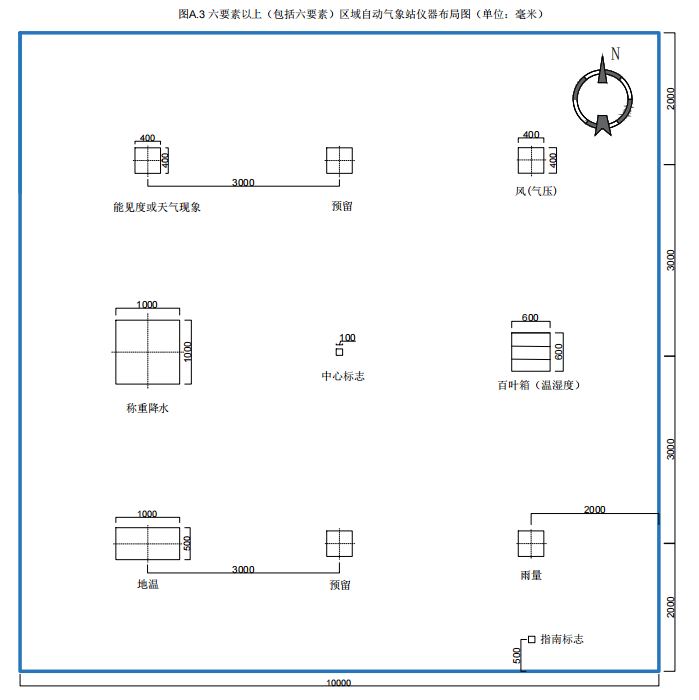 图A.3 六要素以上（包括六要素）区域自动气象站仪器布局图（单位：毫米）
N
2000
400
400
400
400
3000
能见度或天气现象
预留
风(气压)
3000
1000
1000
100
600
600
称重降水
中心标志
百叶箱（温湿度）
3000
1000
500
2000
3000
地温
预留
雨量
2000
500
指南标志
10000